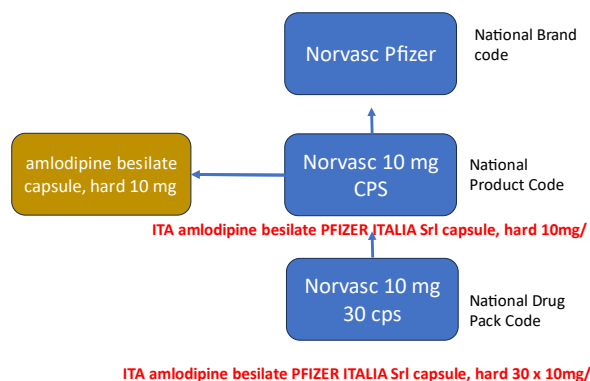 Norvasc Pfizer
National Brand
code
amlodipine besilate
capsule, hard 10 mg
Norvasc 10 mg
CPS
National
Product Code
ITA amlodipine besilate PFIZER ITALIA Srl capsule, hard 10mg/
Norvasc 10 mg
30 cps
National Drug
Pack Code
ITA amlodipine besilate PFIZER ITALIA Srl capsule, hard 30 x 10mg/